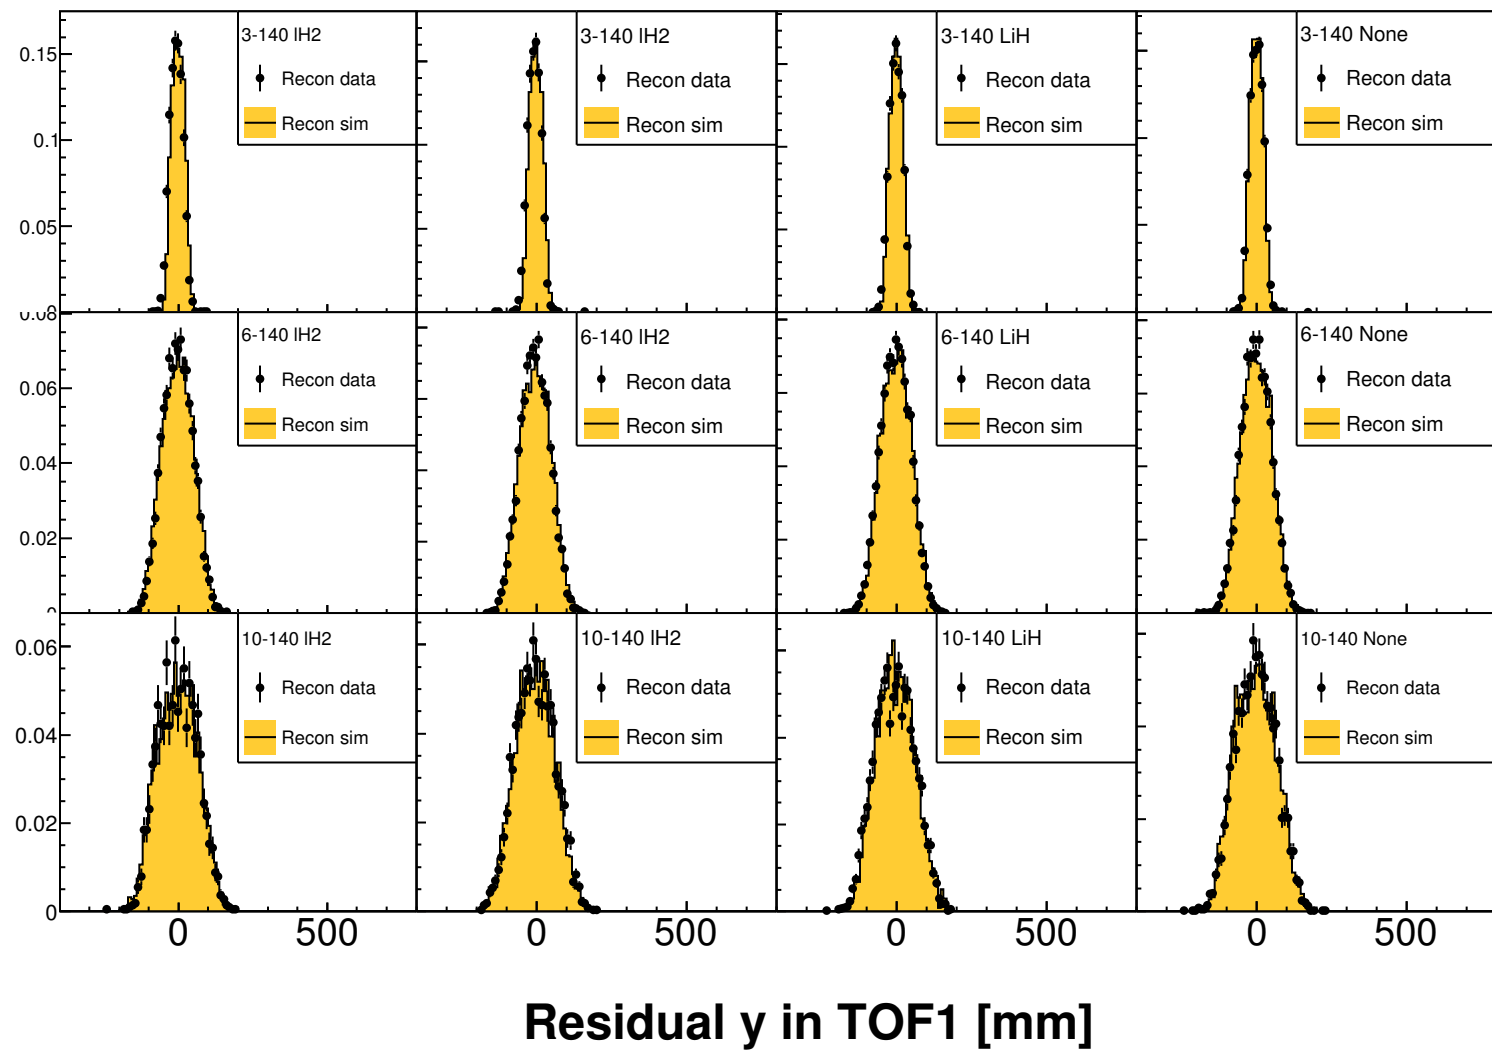 3-140 lH2
Recon data
Recon sim
3-140 lH2
Recon data
Recon sim
3-140 LiH
Recon data
Recon sim
3-140 None
Recon data
Recon sim
0.15
0.1
0.05
0
6-140 lH2
Recon data
Recon sim
6-140 lH2
Recon data
Recon sim
6-140 LiH
Recon data
Recon sim
6-140 None
Recon data
Recon sim
0.08
0.06
0.04
0.02
0
10-140 lH2
Recon data
Recon sim
10-140 lH2
Recon data
Recon sim
10-140 LiH
Recon data
Recon sim
10-140 None
Recon data
Recon sim
0.06
0.04
0.02
0
0 500 0 500 0 500 0 500
Residual y in TOF1 [mm]